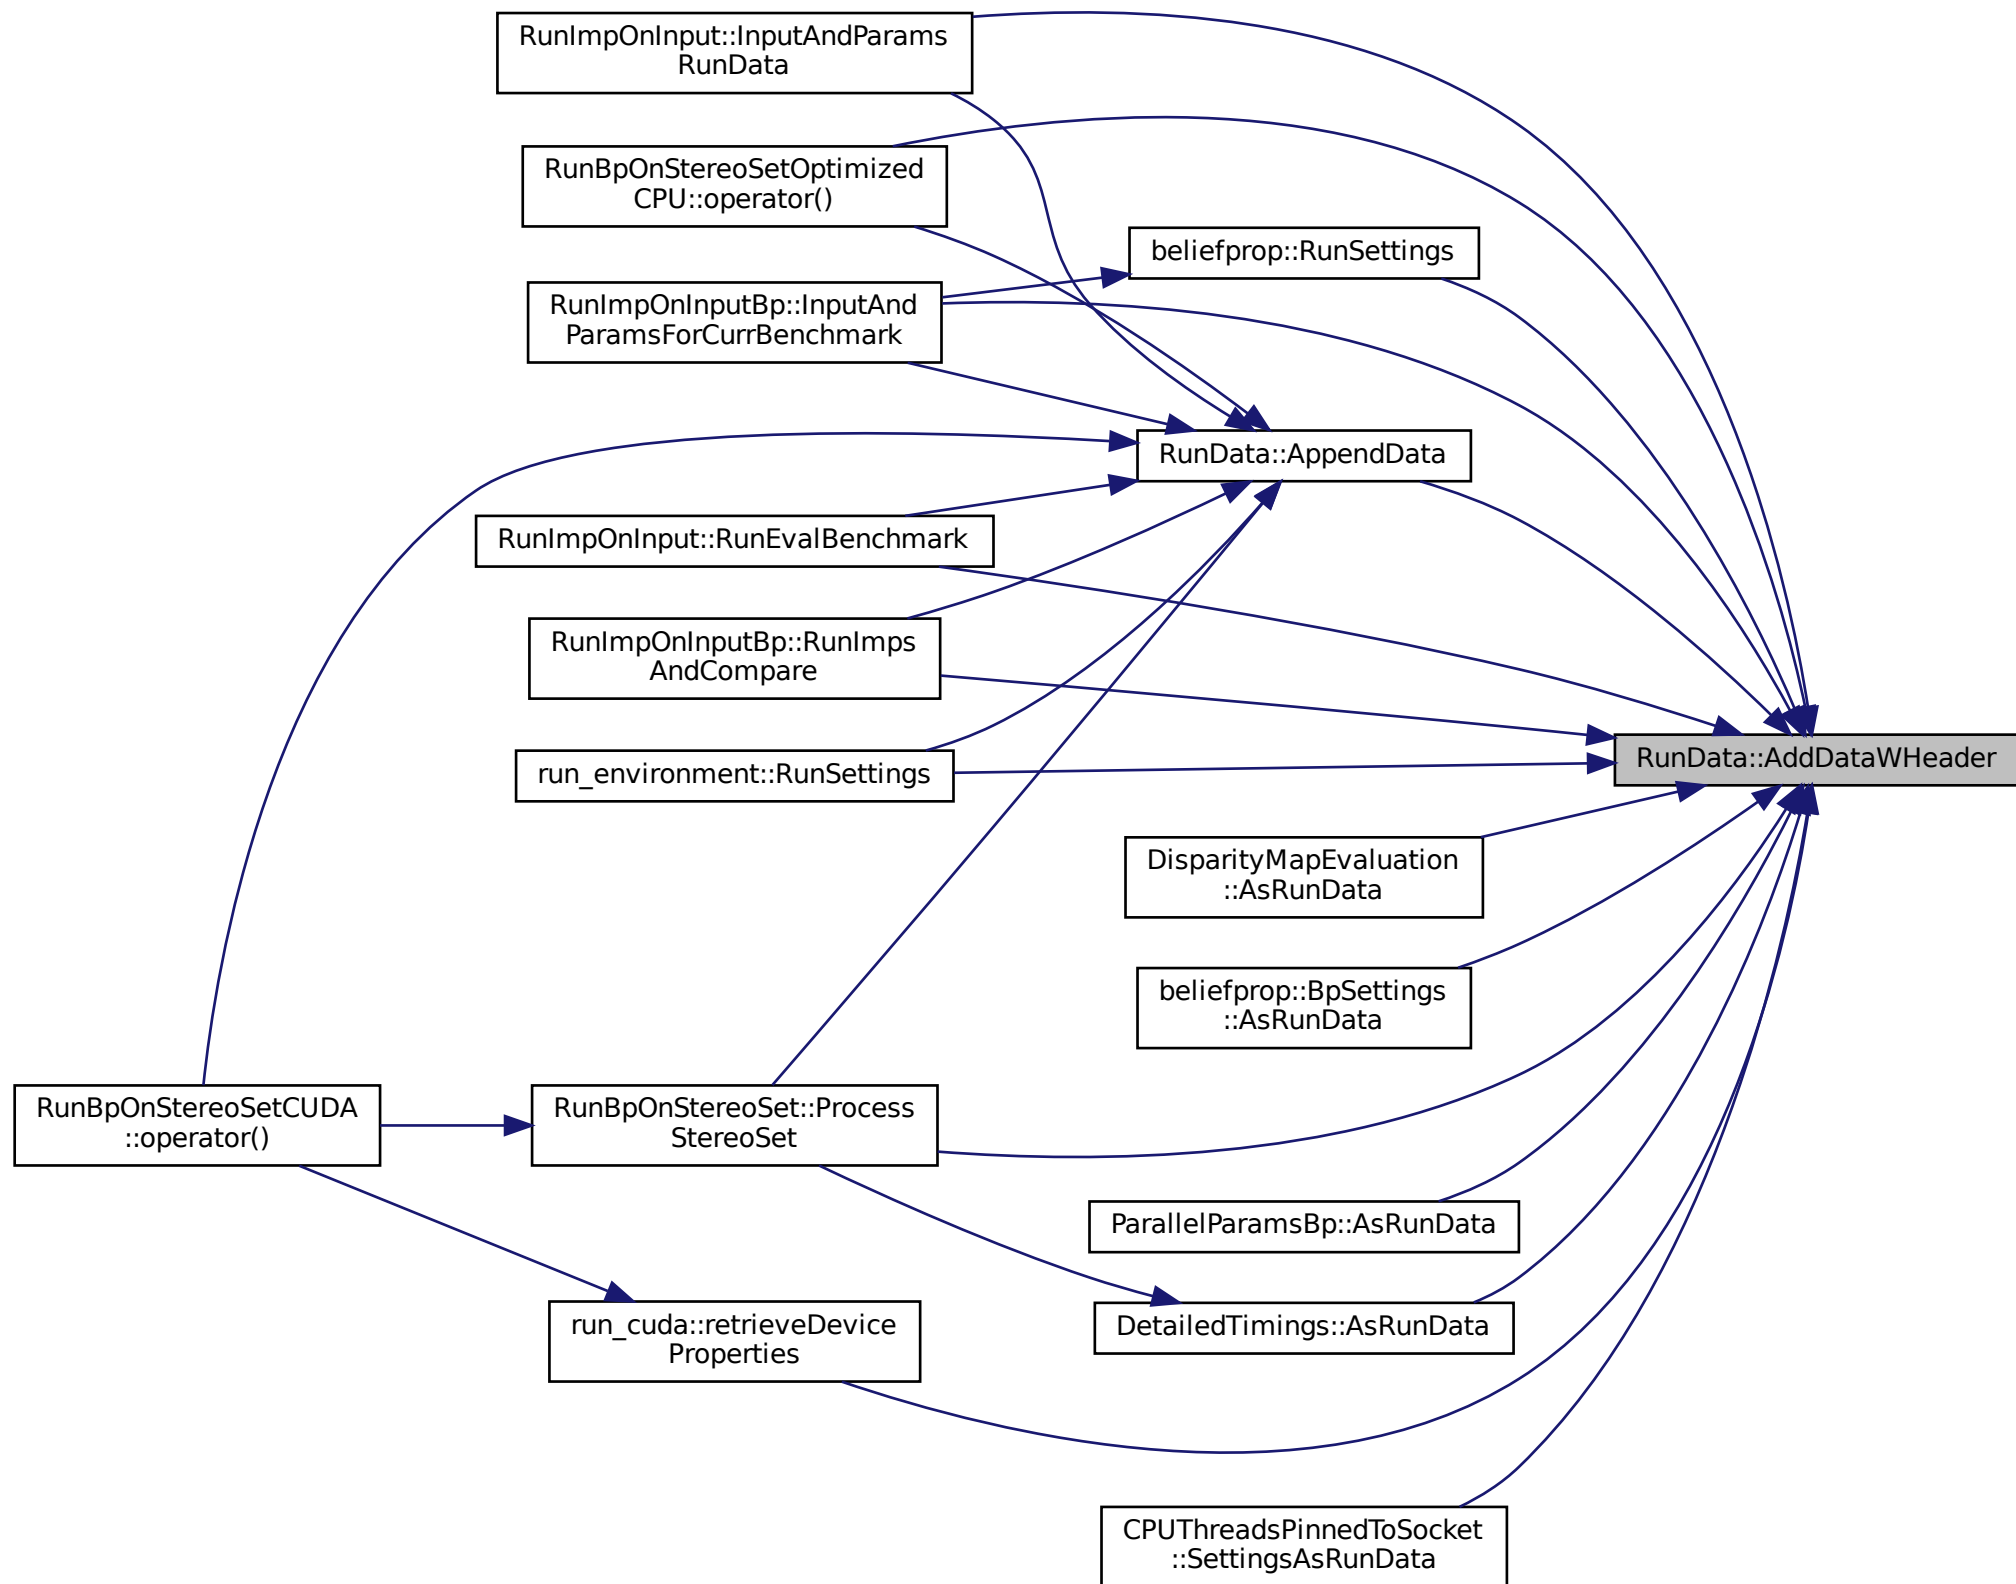 RunImpOnInput::InputAndParams
RunData
RunBpOnStereoSetOptimized
CPU::operator()
beliefprop::RunSettings
RunImpOnInputBp::InputAnd
ParamsForCurrBenchmark
RunData::AppendData
RunImpOnInput::RunEvalBenchmark
RunImpOnInputBp::RunImps
AndCompare
run_environment::RunSettings
RunData::AddDataWHeader
DisparityMapEvaluation
::AsRunData
beliefprop::BpSettings
::AsRunData
RunBpOnStereoSetCUDA
::operator()
RunBpOnStereoSet::Process
StereoSet
ParallelParamsBp::AsRunData
run_cuda::retrieveDevice
Properties
DetailedTimings::AsRunData
CPUThreadsPinnedToSocket
::SettingsAsRunData